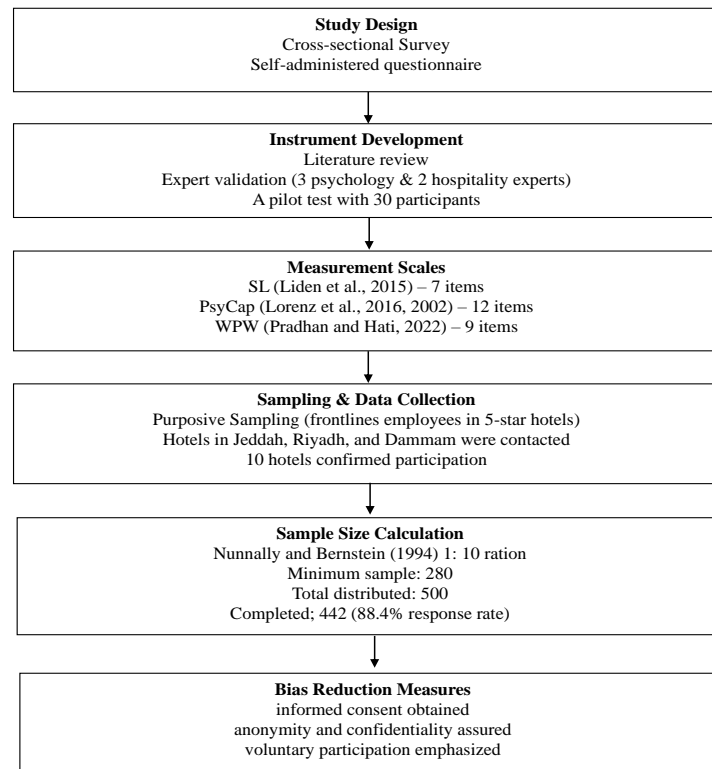 Study Design
Cross-sectional Survey
Self-administered questionnaire
Instrument Development
Literature review
Expert validation (3 psychology & 2 hospitality experts)
A pilot test with 30 participants
Measurement Scales
SL (Liden et al., 2015) – 7 items
PsyCap (Lorenz et al., 2016, 2002) – 12 items
WPW (Pradhan and Hati, 2022) – 9 items
Sampling & Data Collection
Purposive Sampling (frontlines employees in 5-star hotels)
Hotels in Jeddah, Riyadh, and Dammam were contacted
10 hotels confirmed participation
Sample Size Calculation
Nunnally and Bernstein (1994) 1: 10 ration
Minimum sample: 280
Total distributed: 500
Completed; 442 (88.4% response rate)
Bias Reduction Measures
informed consent obtained
anonymity and confidentiality assured
voluntary participation emphasized